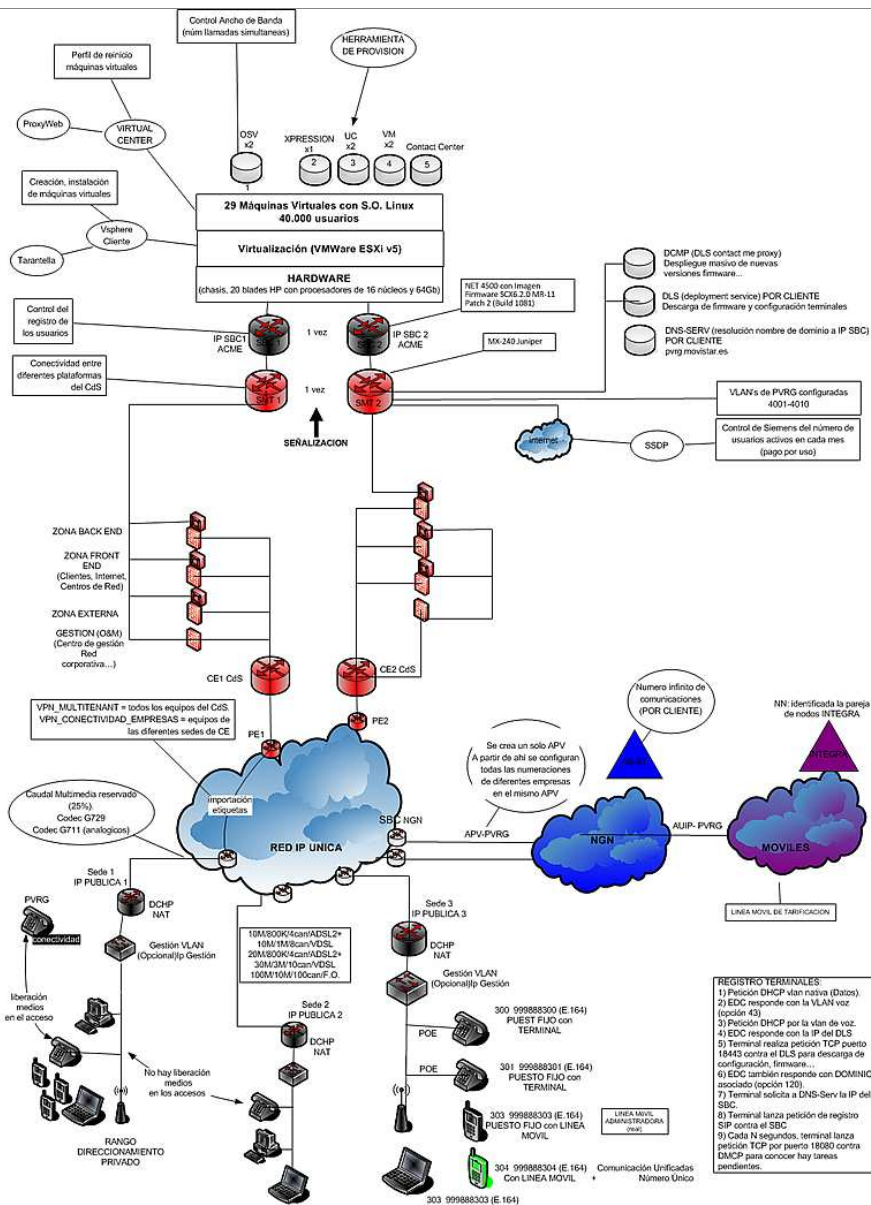 Control Ancho de Banda
(núm llamadas simultaneas)
HERRAMIENTA
DE PROVISION
Perfil de reinicio
máquinas virtuales
ProxyWeb
VIRTUAL
CENTER
OSV
x2
1
XPRESSION
x1
2
UC
x2
3
VM
x2
4
Contact Center
5
Creación, instalación
de máquinas virtuales
Vsphere
Cliente
Tarantella
29 Máquinas Virtuales con S.O. Linux
40.000 usuarios
Virtualización (VMWare ESXi v5)
HARDWARE
(chasis, 20 blades HP con procesadores de 16 núcleos y 64Gb)
DCMP (DLS contact me proxy)
Despliegue masivo de nuevas
versiones firmware...
DLS (deployment service) POR CLIENTE
Descarga de firmware y configuración terminales
DNS-SERV (resolución nombre de dominio a IP SBC)
POR CLIENTE
pvrg movistar.es
NET 4500 con Imagen
Firmware SCX6.2.0 MR-11
Patch 2 (Build 1081)
Control del
registro de
los usuarios
IP SBC1
ACME
1 vez
IP SBC 2
ACME
MX-240 Juniper
Conectividad entre
diferentes plataformas
del CdS
SMT 1
1 vez
SMT 2
SEÑALIZACION
VLAN's de PVRG configuradas
4001-4010
Internet
SSDP
Control de Siemens del número de
usuarios activos en cada mes
(pago por uso)
ZONA BACK END
ZONA FRONT
END
(Clientes, Internet,
Centros de Red)
ZONA EXTERNA
GESTION (O&M)
(Centro de gestión
Red
corporativa...)
CE1 CdS
CE2 CdS
VPN_MULTITENANT = todos los equipos del CdS.
VPN_CONECTIVIDAD_EMPRESAS = equipos de
las diferentes sedes de CE
PE1
PE2
Numero infinito de
comunicaciones
(POR CLIENTE)
NN: identificada la pareja
de nodos INTEGRA
INTEGRA
Se crea un solo APV
A partir de ahí se configuran
todas las numeraciones
de diferentes empresas
en el mismo APV
importación
etiquetas
Caudal Multimedia reservado
(25%)
Codec G729
Codec G711 (analogicos)
SBC NGN
RED IP UNICA
APV-PVRG
NGN
AUIP- PVRG
MOVILES
LINEA MOVIL DE TARIFICACION
Sede 1
IP PUBLICA 1
DCHP
NAT
PVRG
conectividad
Gestión VLAN
(Opcional)Ip Gestión
liberación
medios
en el acceso
No hay liberación
medios
en los accesos
RANGO
DIRECCIONAMIENTO
PRIVADO
10M/800K/4can/ADSL2+
10M/1M/8can/VDSL
20M/800K/4can/ADSL2+
30M/3M/10can/VDSL
100M/10M/100can/F.O.
Sede 2
IP PUBLICA 2
DCHP
NAT
Sede 3
IP PUBLICA 3
DCHP
NAT
Gestión VLAN
(Opcional)Ip Gestión
POE
300 999888300 (E.164)
PUEST FIJO con
TERMINAL
POE
301 999888301 (E.164)
PUESTO FIJO con
TERMINAL
303 999888303 (E.164)
PUESTO FIJO con LINEA
MOVIL
LINEA MOVIL
ADMINISTRADORA
(real)
304 999888304 (E.164)
Con LINEA MOVIL
+
Comunicación Unificadas
Número Único
303 999888303 (E.164)
REGISTRO TERMINALES:
1) Petición DHCP vlan nativa (Datos).
2) EDC responde con la VLAN voz
(opción 43)
3) Petición DHCP por la vlan de voz.
4) EDC responde con la IP del DLS
5) Terminal realiza petición TCP puerto
18443 contra el DLS para descarga de
configuración, firmware...
6) EDC también responde con DOMINIO
asociado (opción 120).
7) Terminal solicita a DNS-Serv la IP del
SBC.
8) Terminal lanza petición de registro
SIP contra el SBC
9) Cada N segundos, terminal lanza
petición TCP por puerto 18080 contra
DMCP para conocer hay tareas
pendientes.